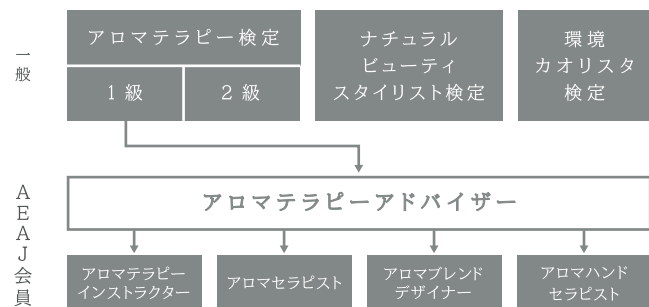 一般
アロマテラピー検定
1 級
2 級
ナチュラル
ビューティ
スタイリスト検定
環境
カオリスタ
検定
AEAJ会員
アロマテラピーアドバイザー
アロマテラピー
インストラクター
アロマセラピスト
アロマブレンド
デザイナー
アロマハンド
セラピスト